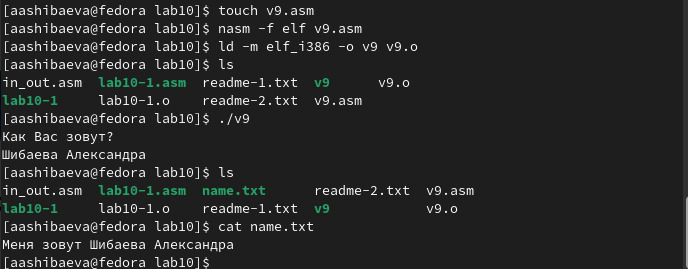 [aashibaeva@fedora lab10]$ touch v9.asm
[aashibaeva@fedora lab10]$ nasm -f elf v9.asm
[aashibaeva@fedora lab10]$ ld -m elf_i386 -o v9 v9.o
[aashibaeva@fedora lab10]$ ls
in_out.asm  lab10-1.asm  readme-1.txt  v9      v9.o
lab10-1     lab10-1.o    readme-2.txt  v9.asm
[aashibaeva@fedora lab10]$ ./v9
Как Вас зовут?
Шибаева Александра
[aashibaeva@fedora lab10]$ ls
in_out.asm  lab10-1.asm  name.txt      readme-2.txt  v9.asm
lab10-1     lab10-1.o    readme-1.txt  v9            v9.o
[aashibaeva@fedora lab10]$ cat name.txt
Меня зовут Шибаева Александра
[aashibaeva@fedora lab10]$